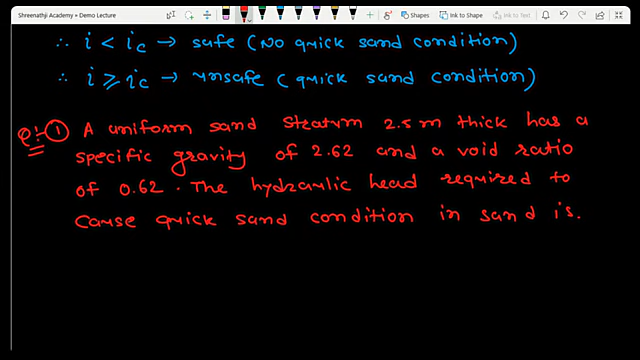 Shreenathji Academy • Demo Lecture
Shapes
Ink to Shape
Ink to Drawing
∴ i < ic → safe (No quick sand condition)
∴ i ⩾ ic → unsafe (quick sand condition)
Q:- ① A uniform sand stratum 2.5 m thick has a
specific gravity of 2.62 and a void ratio
of 0.62. The hydraulic head required to
cause quick sand condition in sand is.